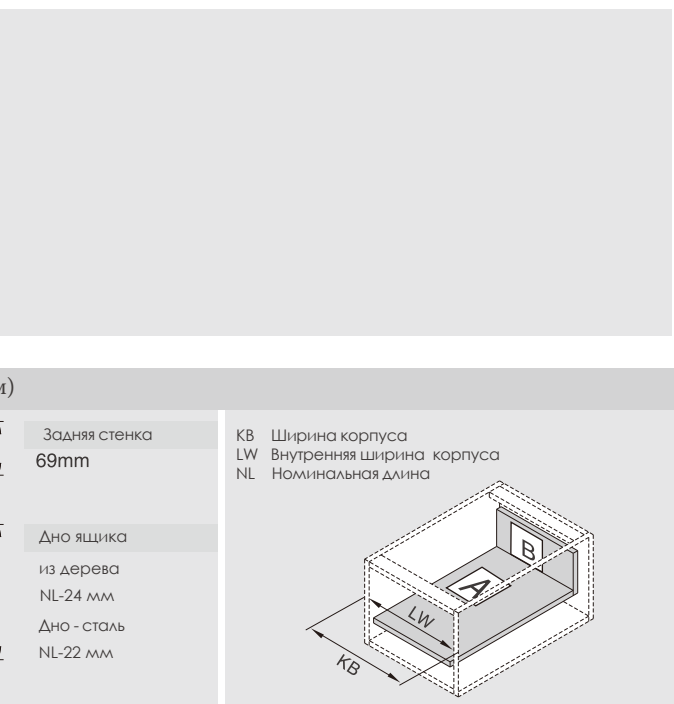 м)
Задняя стенка
69mm
Дно ящика
из дерева
NL-24 мм
Дно - сталь
NL-22 мм
KB Ширина корпуса
LW Внутренняя ширина корпуса
NL Номинальная длина
B
A
LW
KB